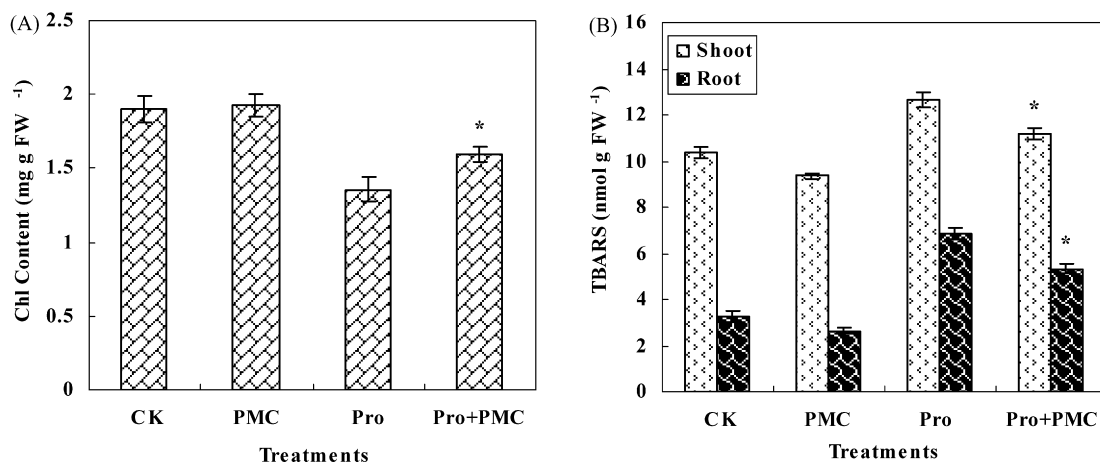 (A)
2.5
2
1.5
1
0.5
0
Chl Content (mg g FW ⁻¹)
*
CK PMC Pro Pro+PMC
Treatments
(B)
16
14
12
10
8
6
4
2
0
TBARS (nmol g FW ⁻¹)
Shoot
Root
*
*
CK PMC Pro Pro+PMC
Treatments